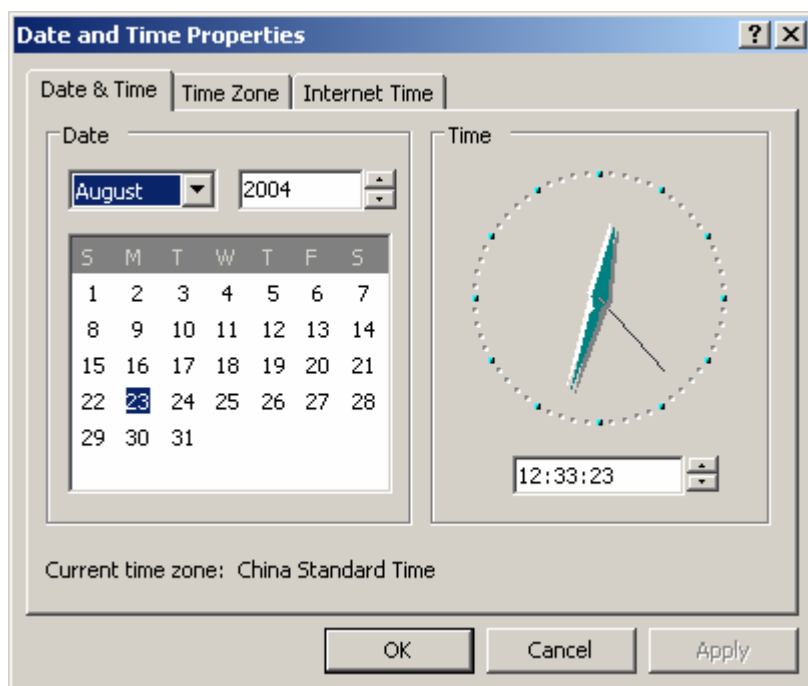 Date and Time Properties
Date & Time Time Zone Internet Time
Date
August 2004
S M T W T F S
1 2 3 4 5 6 7
8 9 10 11 12 13 14
15 16 17 18 19 20 21
22 23 24 25 26 27 28
29 30 31
Time
12:33:23
Current time zone: China Standard Time
OK Cancel Apply